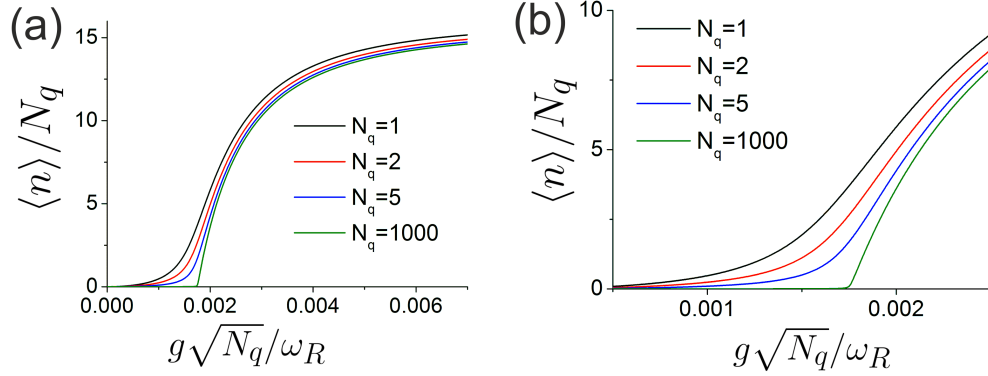 (a)
⟨n⟩/N_q
15
10
5
0
N_q=1
N_q=2
N_q=5
N_q=1000
0.000
0.002
0.004
0.006
g√N_q/ω_R
(b)
⟨n⟩/N_q
10
5
0
N_q=1
N_q=2
N_q=5
N_q=1000
0.001
0.002
g√N_q/ω_R